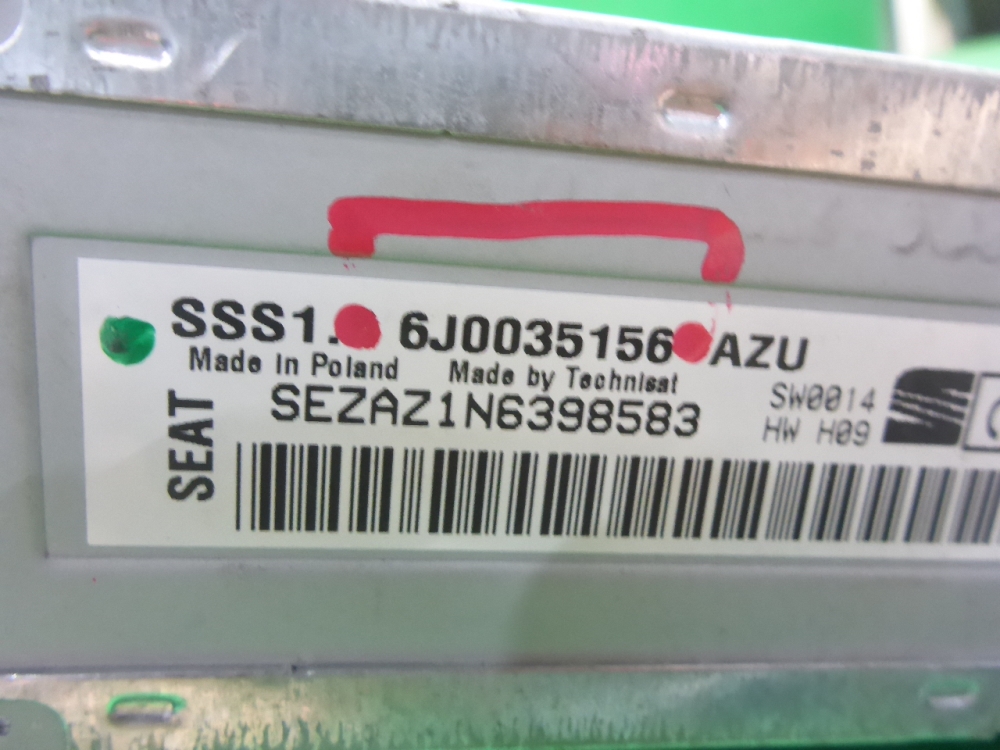 SSS1. 6J0035156 AZU
Made In Poland Made by Technisat
SEZAZ1N6398583
SW0014
HW H09
SEAT